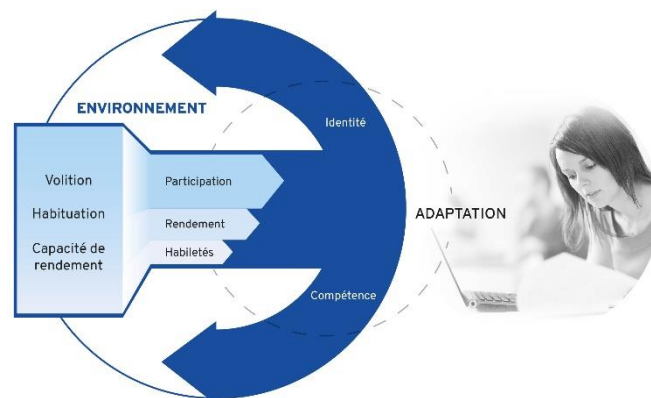 ENVIRONNEMENT
Identité
Volition
Participation
Habituation
ADAPTATION
Rendement
Capacité de
rendement
Habiletés
Compétence